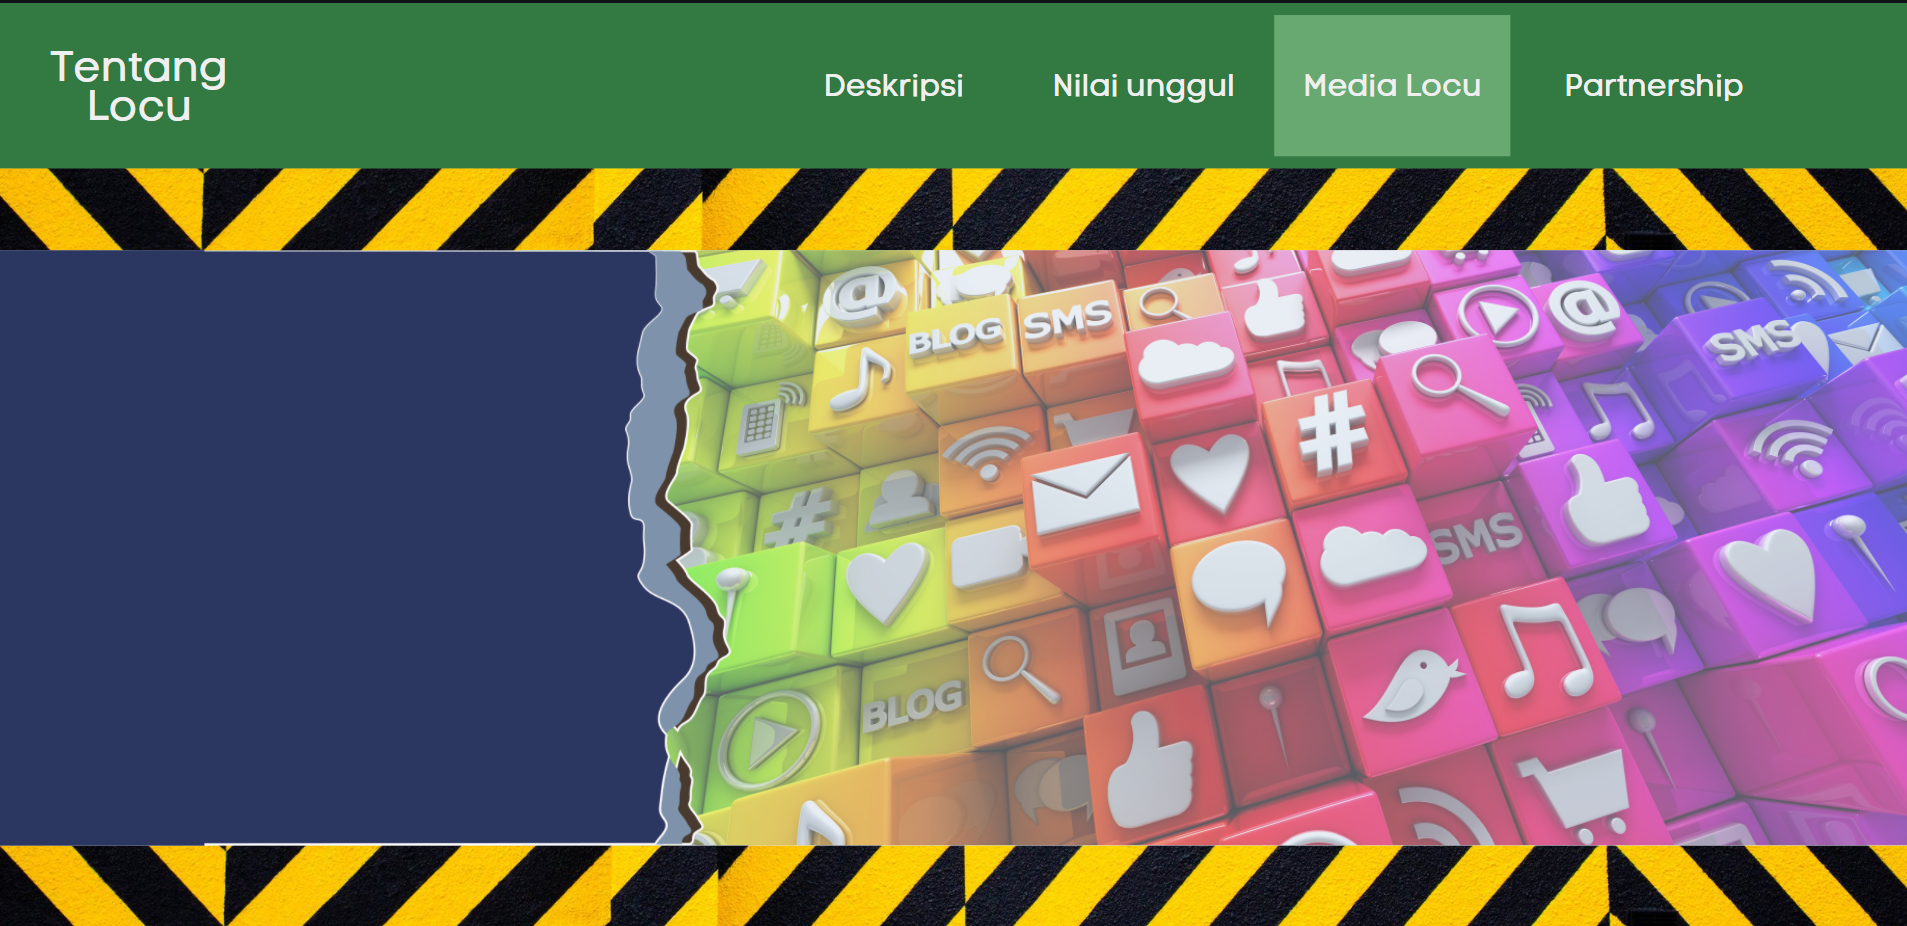 Tentang
Locu
Deskripsi
Nilai unggul
Media Locu
Partnership
@
BLOG
SMS
@
SMS
#
#
SMS
BLOG